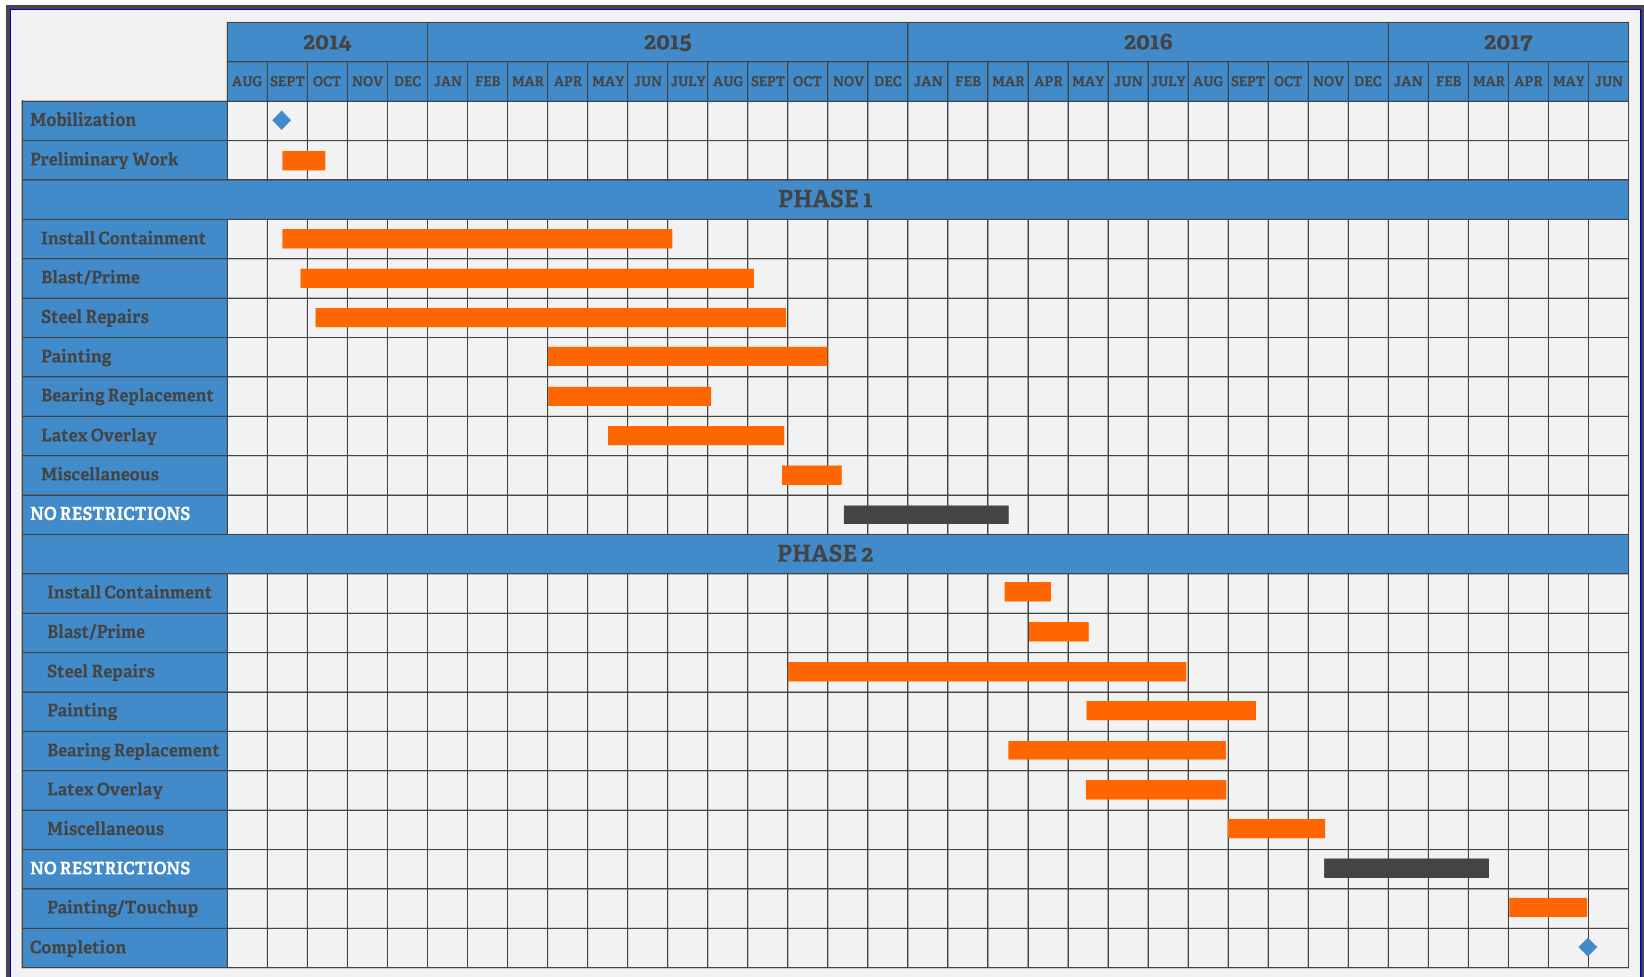 2014 2015 2016 2017
AUG SEPT OCT NOV DEC JAN FEB MAR APR MAY JUN JULY AUG SEPT OCT NOV DEC JAN FEB MAR APR MAY JUN JULY AUG SEPT OCT NOV DEC JAN FEB MAR APR MAY JUN
Mobilization
Preliminary Work
PHASE 1
Install Containment
Blast/Prime
Steel Repairs
Painting
Bearing Replacement
Latex Overlay
Miscellaneous
NO RESTRICTIONS
PHASE 2
Install Containment
Blast/Prime
Steel Repairs
Painting
Bearing Replacement
Latex Overlay
Miscellaneous
NO RESTRICTIONS
Painting/Touchup
Completion